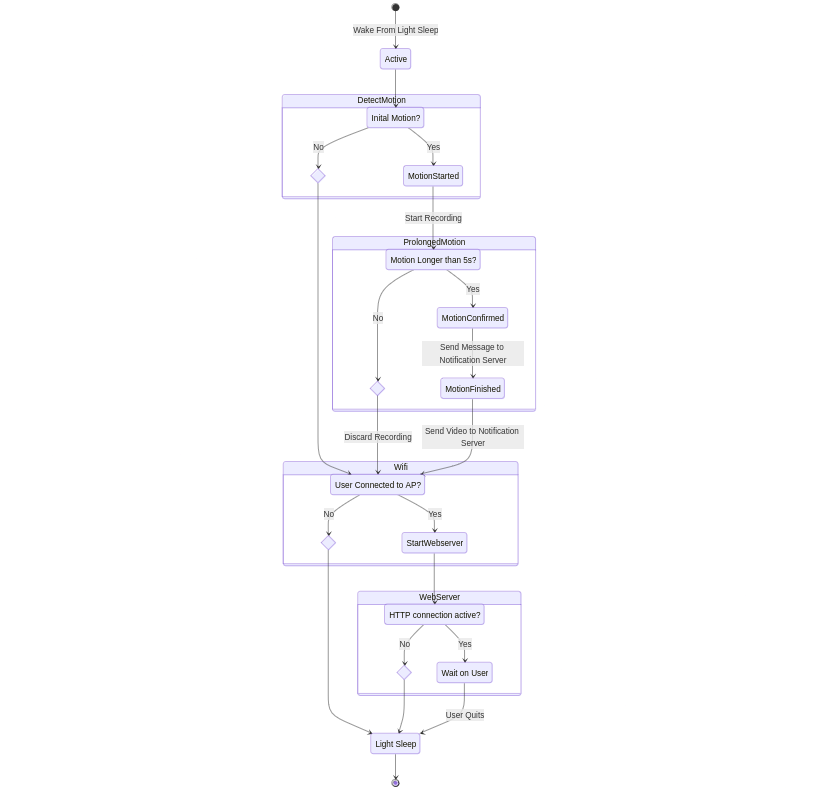 Wake From Light Sleep
Active
DetectMotion
Inital Motion?
No
Yes
MotionStarted
Start Recording
ProlongedMotion
Motion Longer than 5s?
Yes
No
MotionConfirmed
Send Message to
Notification Server
MotionFinished
Discard Recording
Send Video to Notification
Server
Wifi
User Connected to AP?
No
Yes
StartWebserver
WebServer
HTTP connection active?
No
Yes
Wait on User
User Quits
Light Sleep